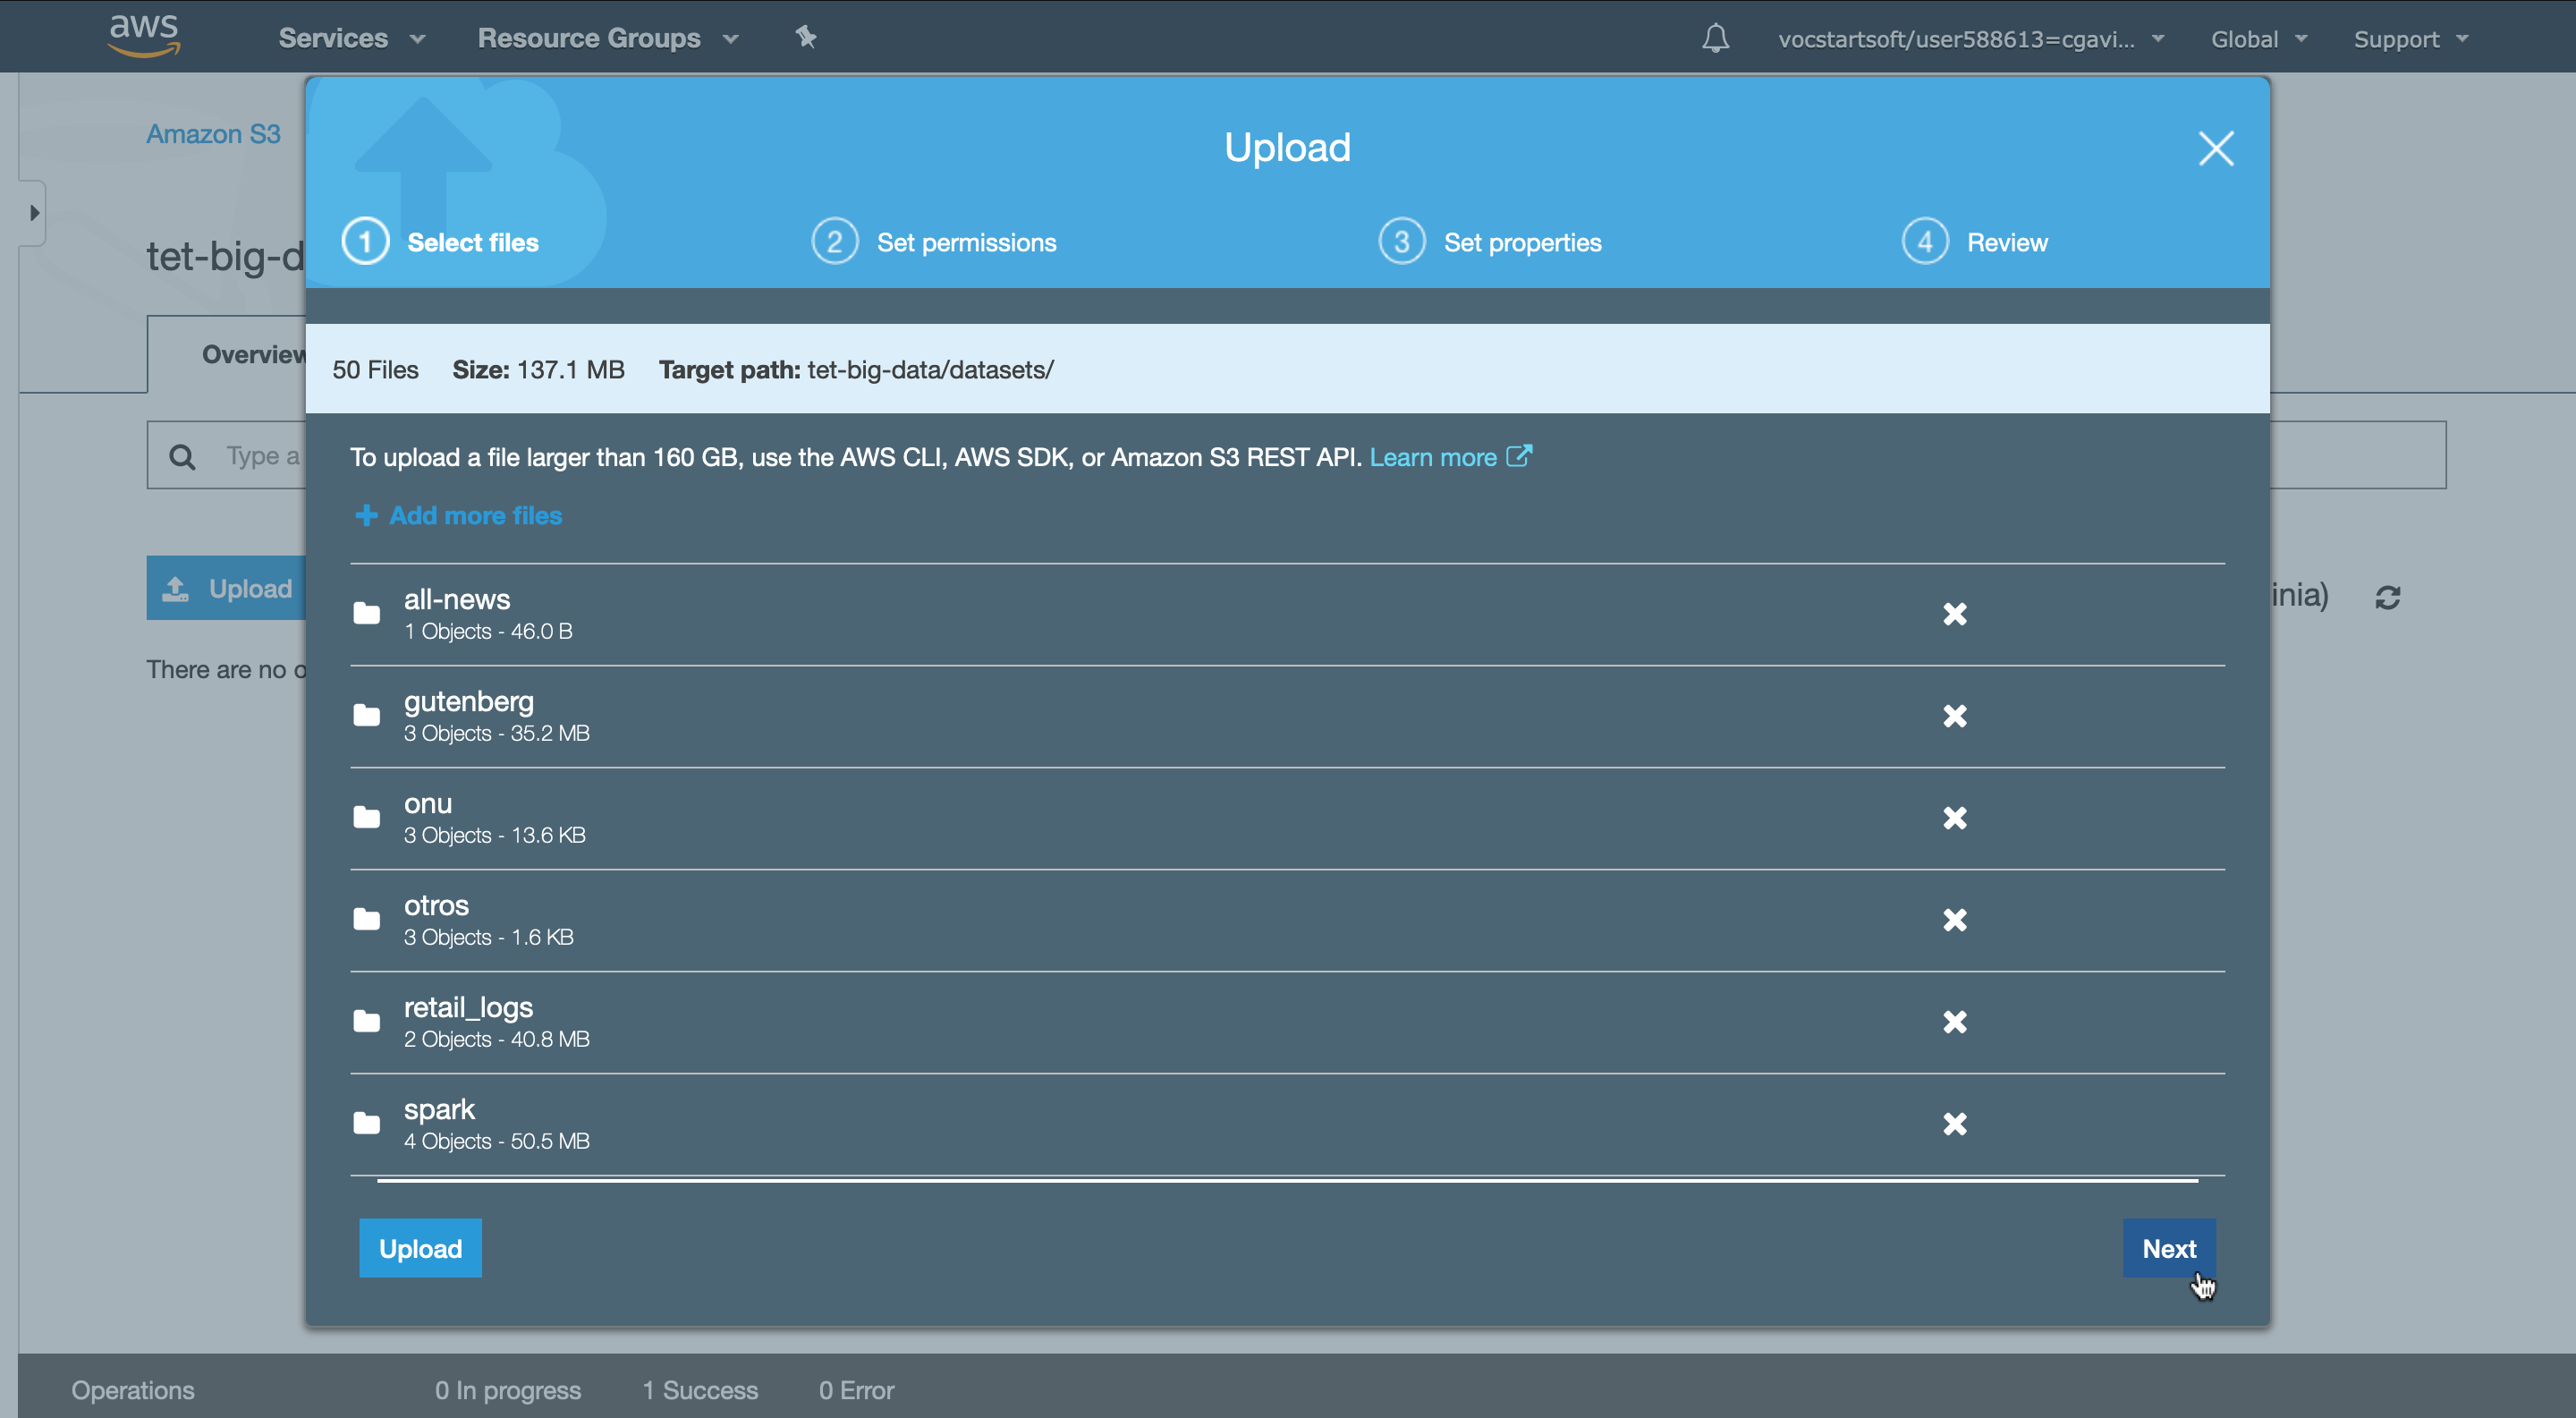 aws Services Resource Groups vocstartsoft/user588613=cgavi... Global Support
Amazon S3
Upload
1 Select files 2 Set permissions 3 Set properties 4 Review
tet-big-d
Overview
50 Files Size: 137.1 MB Target path: tet-big-data/datasets/
Type a
To upload a file larger than 160 GB, use the AWS CLI, AWS SDK, or Amazon S3 REST API. Learn more
Add more files
Upload
inia)
There are no o
all-news
1 Objects - 46.0 B
gutenberg
3 Objects - 35.2 MB
onu
3 Objects - 13.6 KB
otros
3 Objects - 1.6 KB
retail_logs
2 Objects - 40.8 MB
spark
4 Objects - 50.5 MB
Upload Next
Operations 0 In progress 1 Success 0 Error